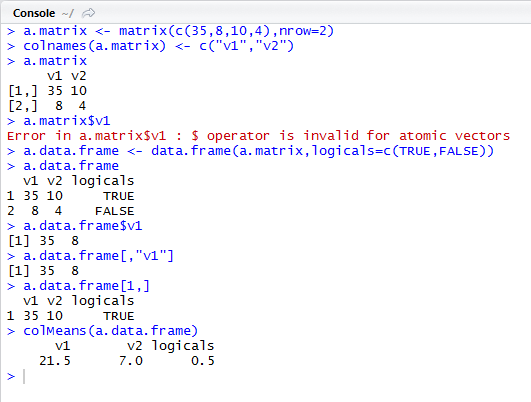 Console ~/
> a.matrix <- matrix(c(35,8,10,4),nrow=2)
> colnames(a.matrix) <- c("v1","v2")
> a.matrix
     v1 v2
[1,] 35 10
[2,]  8  4
> a.matrix$v1
Error in a.matrix$v1 : $ operator is invalid for atomic vectors
> a.data.frame <- data.frame(a.matrix,logicals=c(TRUE,FALSE))
> a.data.frame
  v1 v2 logicals
1 35 10     TRUE
2  8  4    FALSE
> a.data.frame$v1
[1] 35  8
> a.data.frame[,"v1"]
[1] 35  8
> a.data.frame[1,]
  v1 v2 logicals
1 35 10     TRUE
> colMeans(a.data.frame)
      v1       v2 logicals
    21.5      7.0      0.5
>